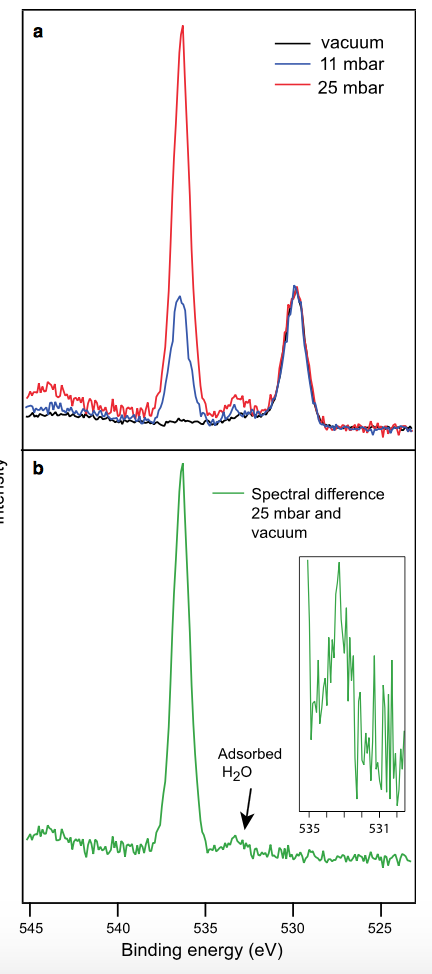 a
vacuum
11 mbar
25 mbar
b
Spectral difference
25 mbar and
vacuum
Adsorbed
H₂O
535 531
545 540 535 530 525
Binding energy (eV)